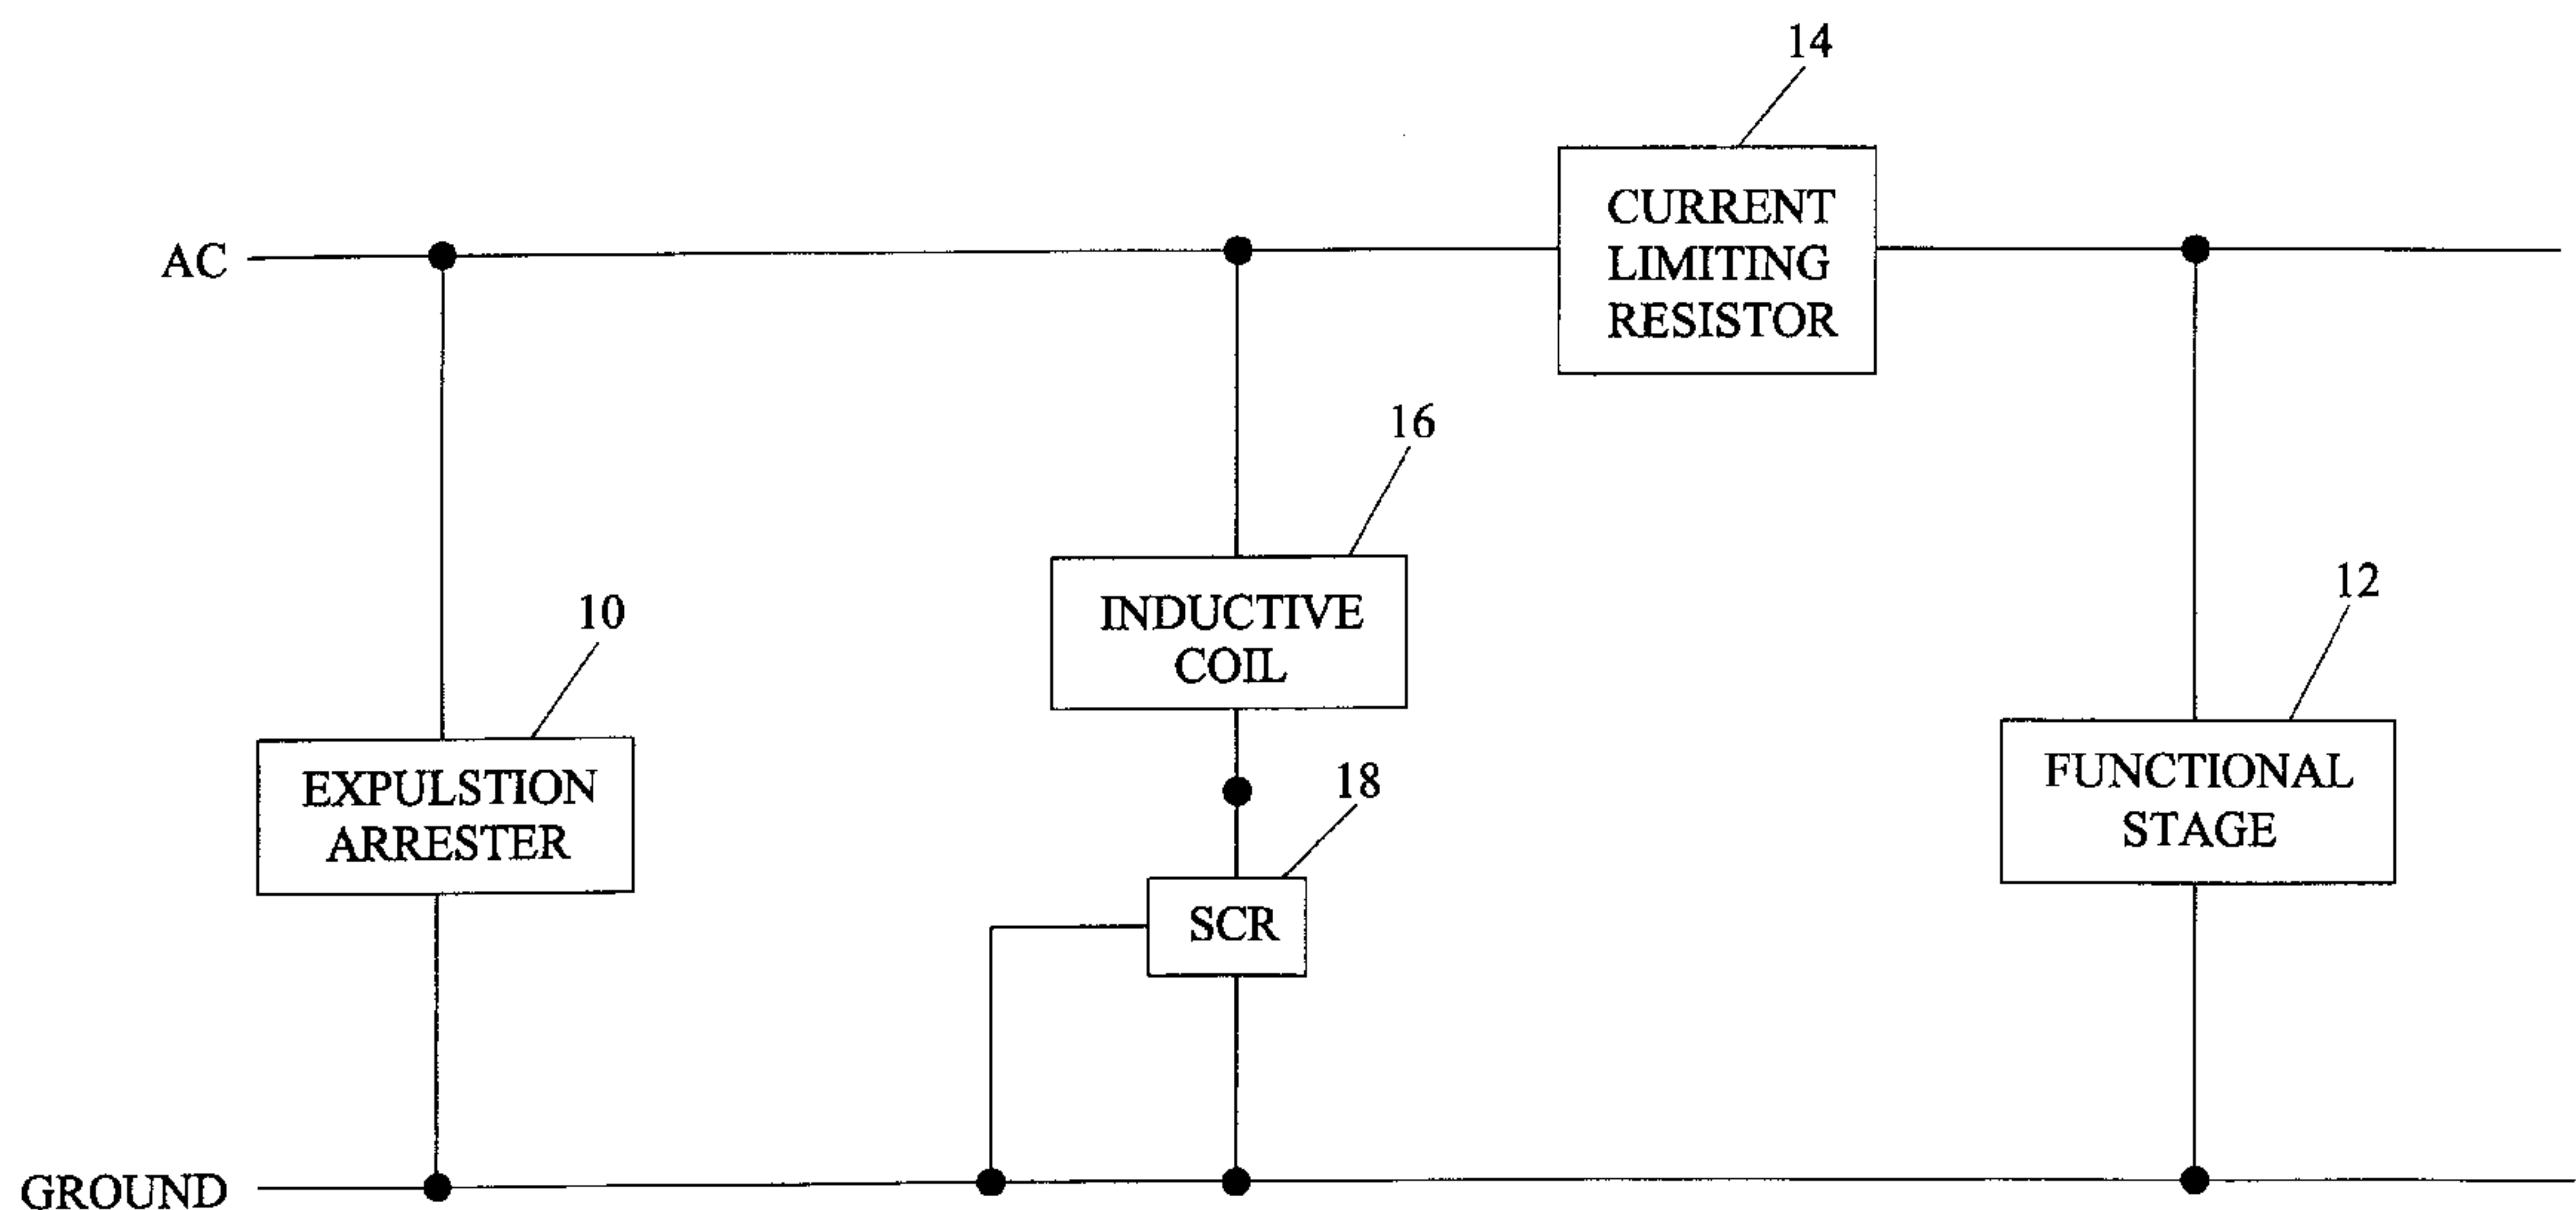 14
CURRENT
LIMITING
RESISTOR
AC
16
INDUCTIVE
COIL
12
10
FUNCTIONAL
STAGE
EXPULSTION
ARRESTER
18
SCR
GROUND